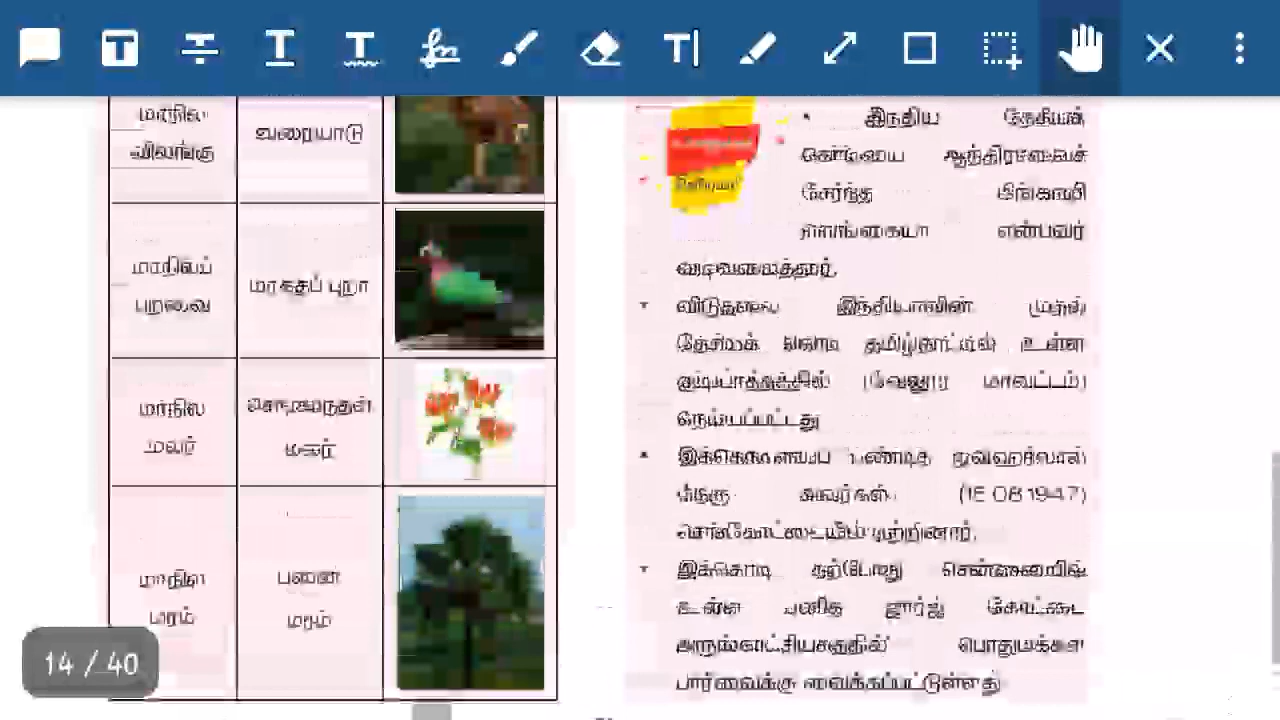 மாநில
விலங்கு
வரையாடு
மாநிலப்
பறவை
மரகதப் புறா
மாநில
மலர்
செங்காந்தள்
மலர்
மாநில
மரம்
பனை
மரம்
• இந்திய தேசியக்
கொடியை ஆந்திராவைச்
சேர்ந்த பிங்காலி
வெங்கையா என்பவர்
வடிவமைத்தார்.
• விடுதலை இந்தியாவின் முதல்
தேசியக் கொடி தமிழ்நாட்டில் உள்ள
குடியாத்தத்தில் (வேலூர் மாவட்டம்)
நெய்யப்பட்டது
• இக்கொடியை பண்டித ஜவஹர்லால்
நேரு அவர்கள் (15.08.1947)
செங்கோட்டையில் ஏற்றினார்.
• இக்கொடி தற்போது சென்னையில்
உள்ள புனித ஜார்ஜ் கோட்டை
அருங்காட்சியகத்தில் பொதுமக்கள்
பார்வைக்கு வைக்கப்பட்டுள்ளது
14 / 40